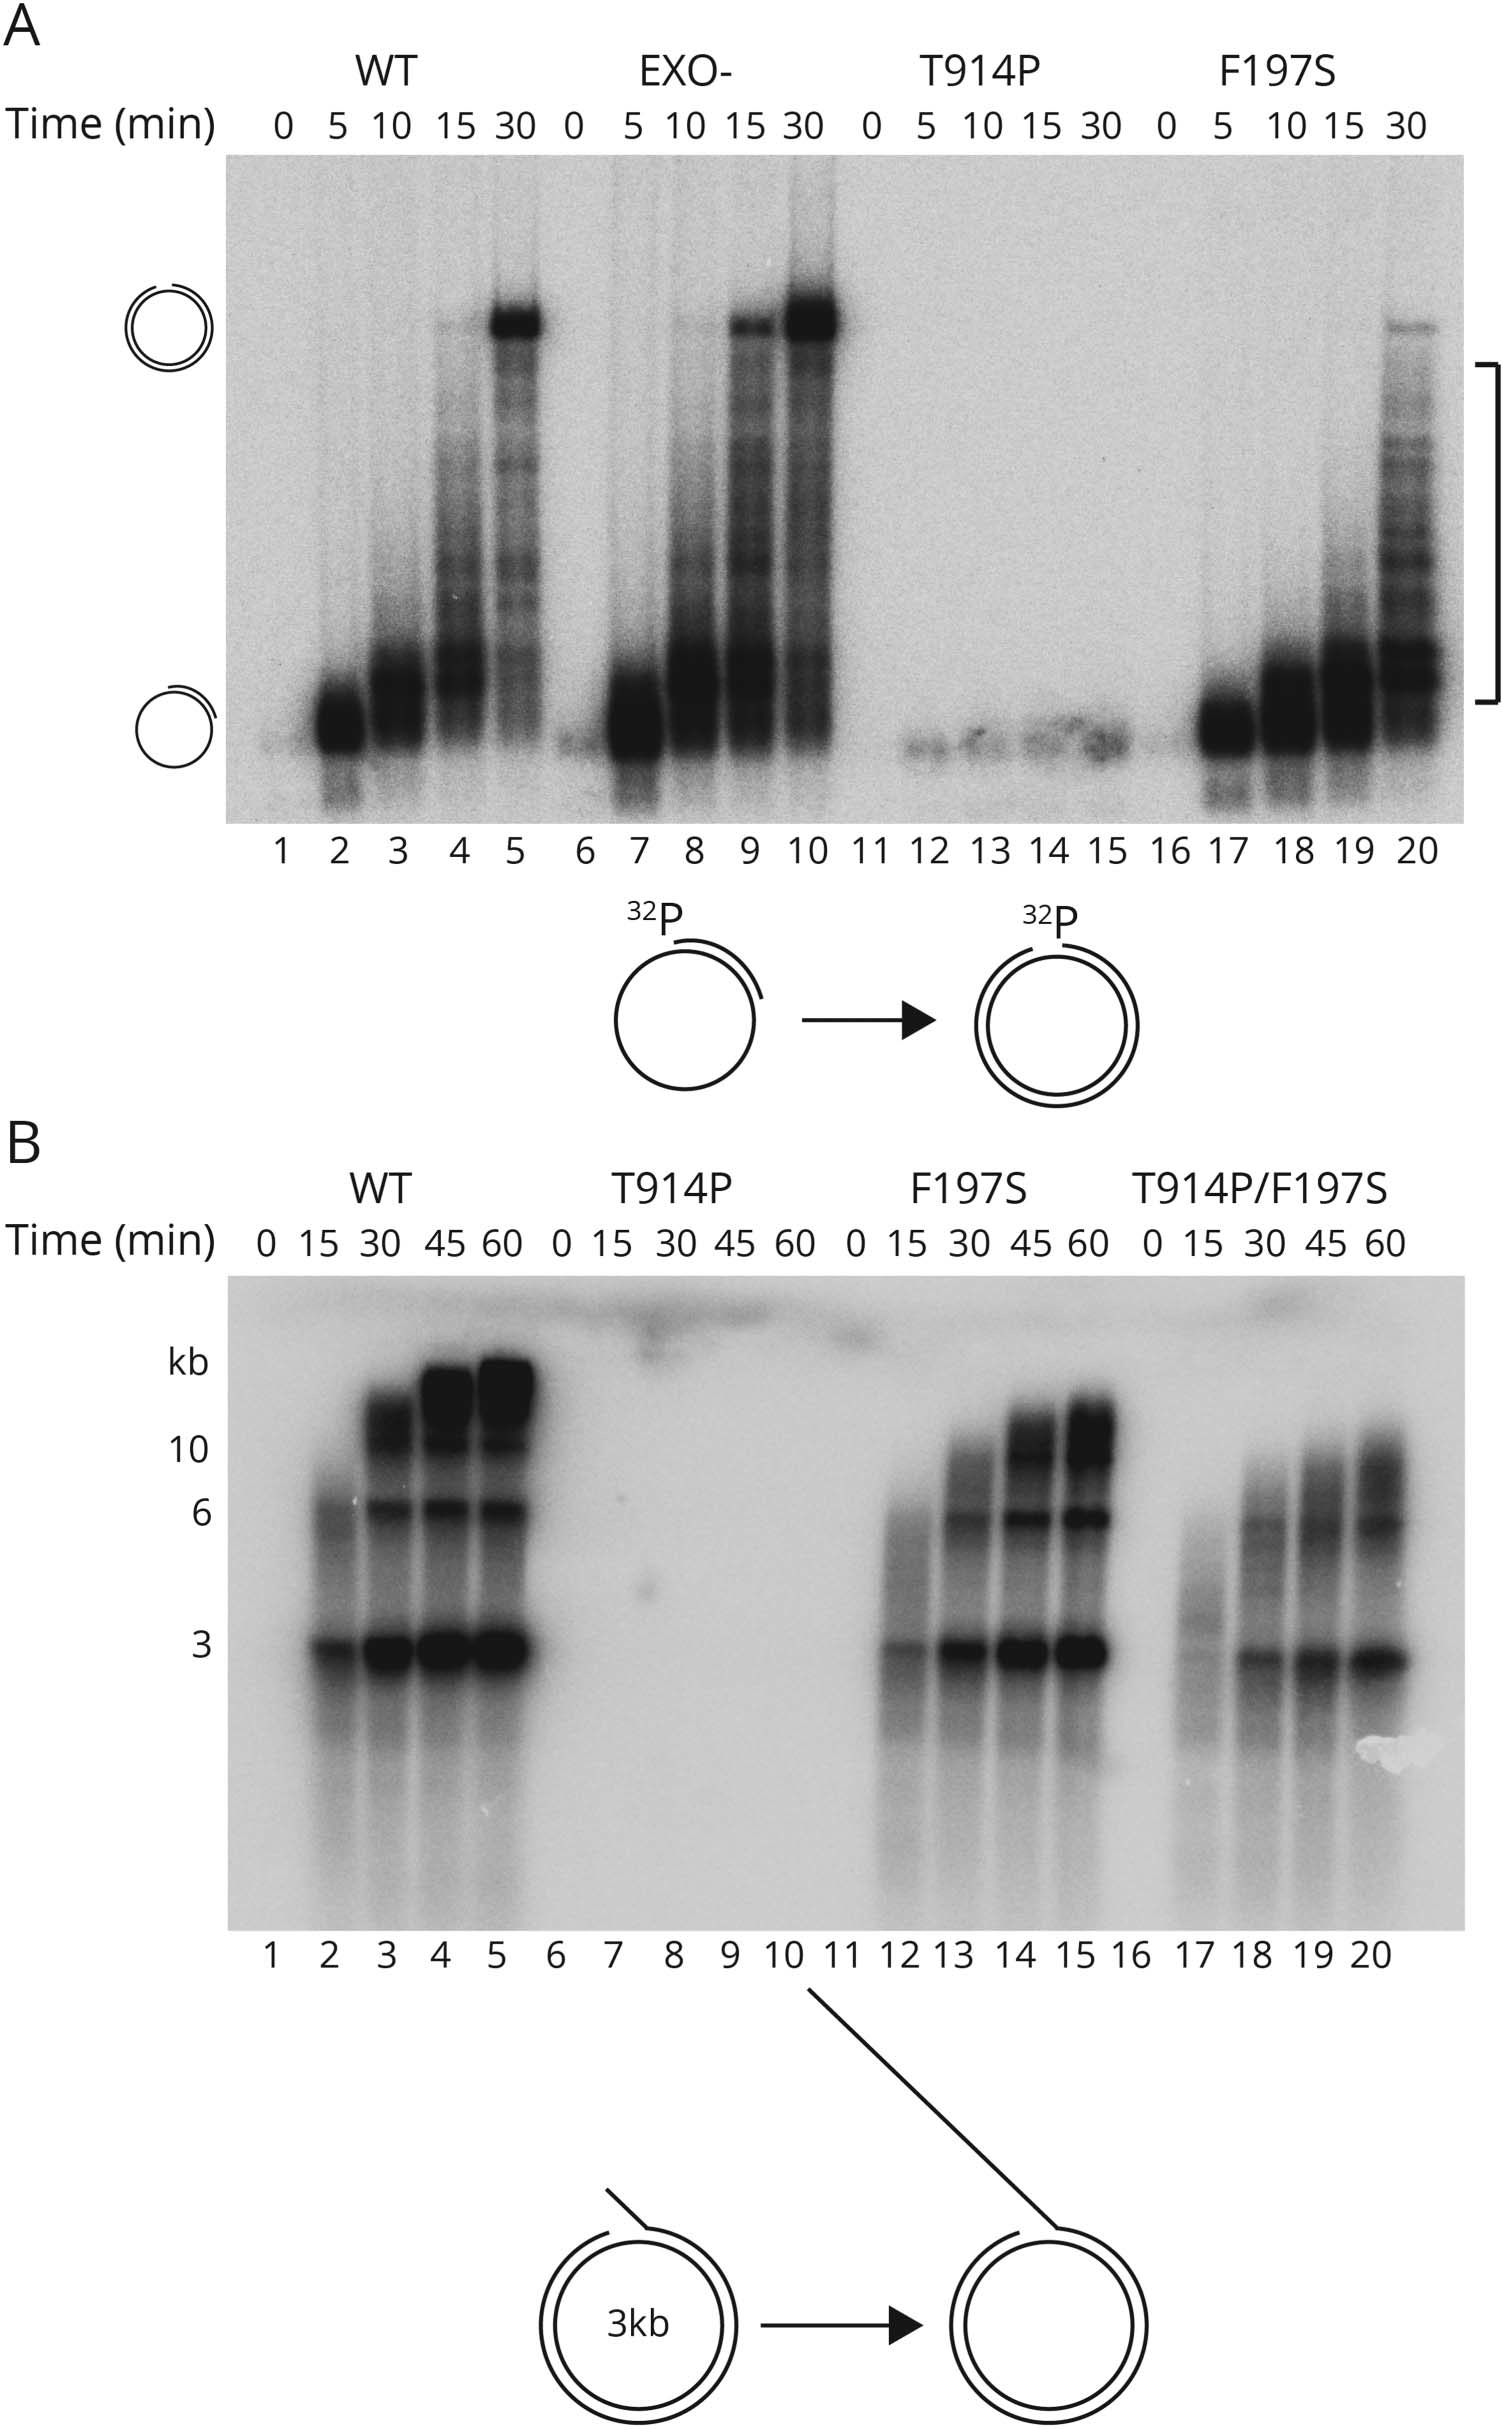 A
WT EXO- T914P F197S
Time (min) 0 5 10 15 30 0 5 10 15 30 0 5 10 15 30 0 5 10 15 30
1 2 3 4 5 6 7 8 9 10 11 12 13 14 15 16 17 18 19 20
32P 32P
B
WT T914P F197S T914P/F197S
Time (min) 0 15 30 45 60 0 15 30 45 60 0 15 30 45 60 0 15 30 45 60
kb
10
6
3
1 2 3 4 5 6 7 8 9 10 11 12 13 14 15 16 17 18 19 20
3kb